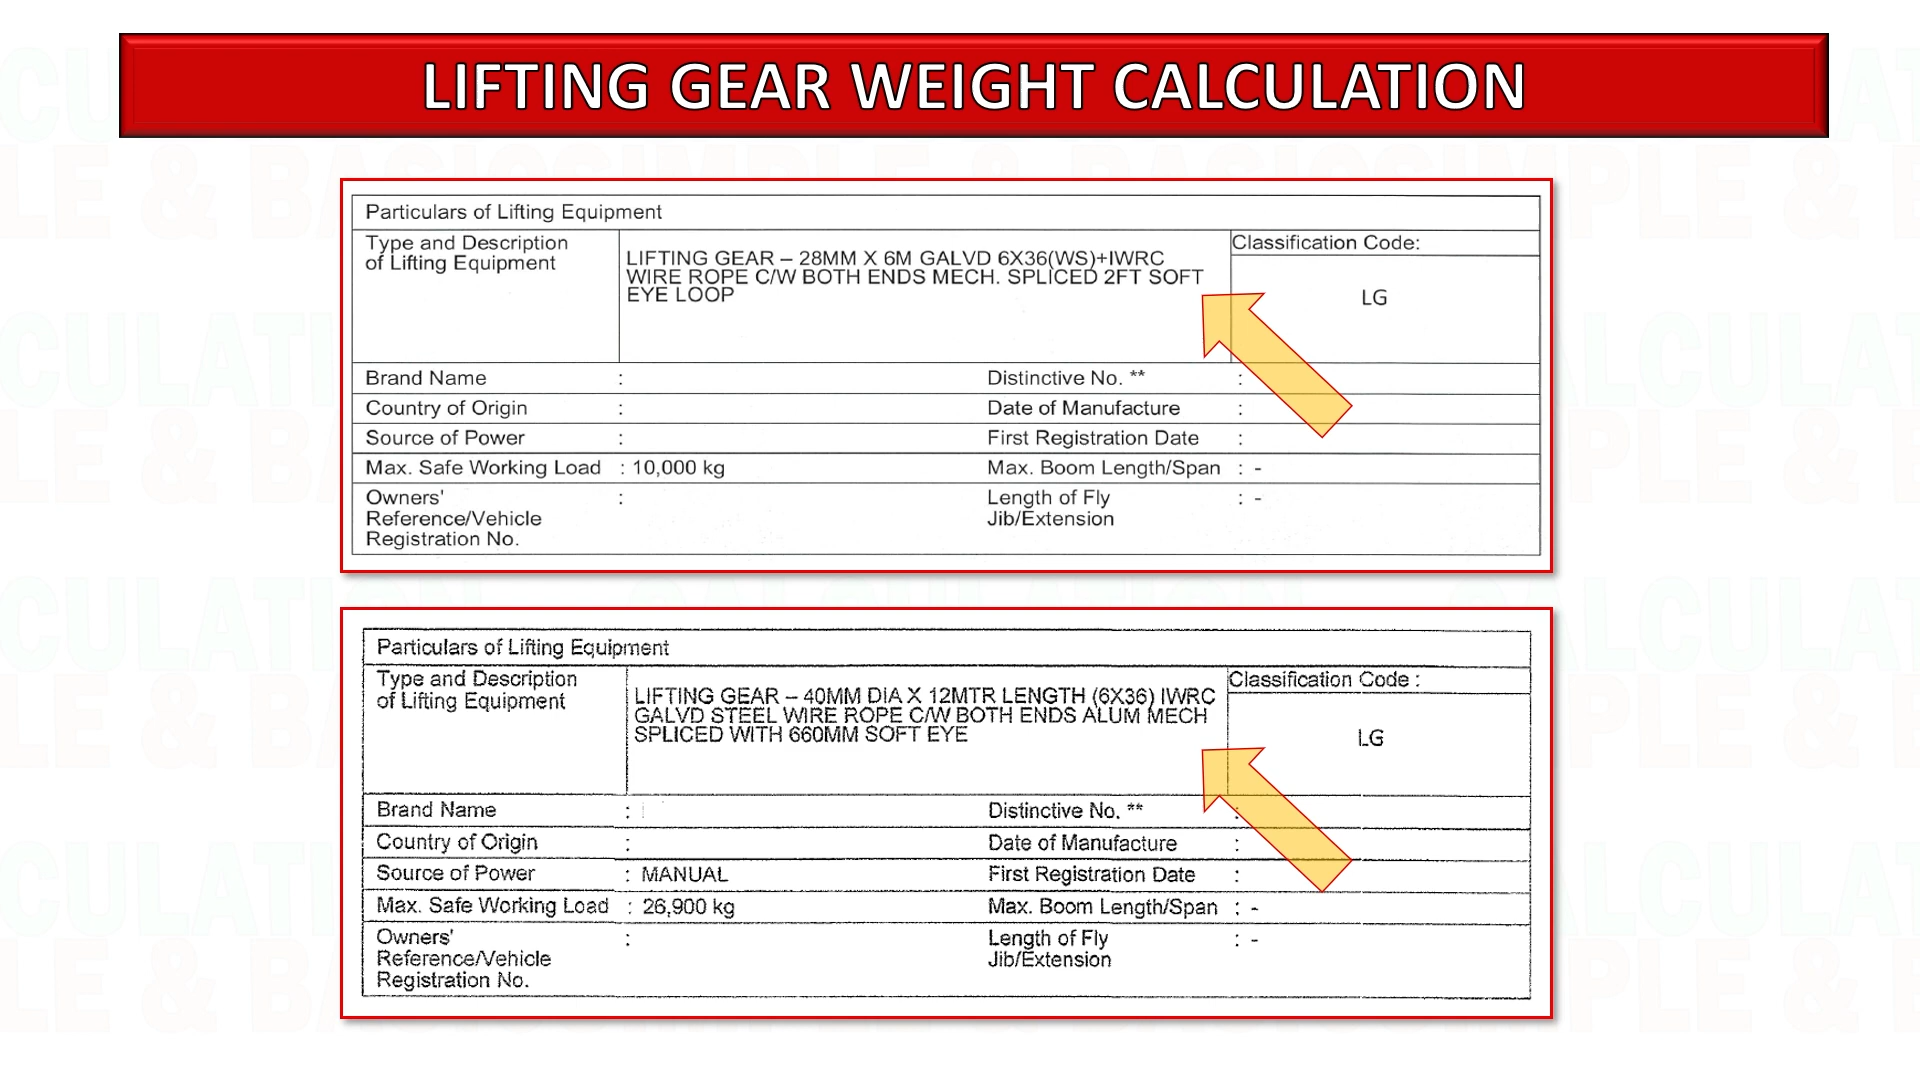 LIFTING GEAR WEIGHT CALCULATION
Particulars of Lifting Equipment
Type and Description
of Lifting Equipment
LIFTING GEAR – 28MM X 6M GALVD 6X36(WS)+IWRC
WIRE ROPE C/W BOTH ENDS MECH. SPLICED 2FT SOFT
EYE LOOP
Classification Code:
LG
Brand Name : Distinctive No. ** :
Country of Origin : Date of Manufacture :
Source of Power : First Registration Date :
Max. Safe Working Load : 10,000 kg Max. Boom Length/Span : -
Owners' : Length of Fly : -
Reference/Vehicle Jib/Extension
Registration No.
Particulars of Lifting Equipment
Type and Description
of Lifting Equipment
LIFTING GEAR – 40MM DIA X 12MTR LENGTH (6X36) IWRC
GALVD STEEL WIRE ROPE C/W BOTH ENDS ALUM MECH
SPLICED WITH 660MM SOFT EYE
Classification Code :
LG
Brand Name : Distinctive No. ** :
Country of Origin : Date of Manufacture :
Source of Power : MANUAL First Registration Date :
Max. Safe Working Load : 26,900 kg Max. Boom Length/Span : -
Owners' : Length of Fly : -
Reference/Vehicle Jib/Extension
Registration No.